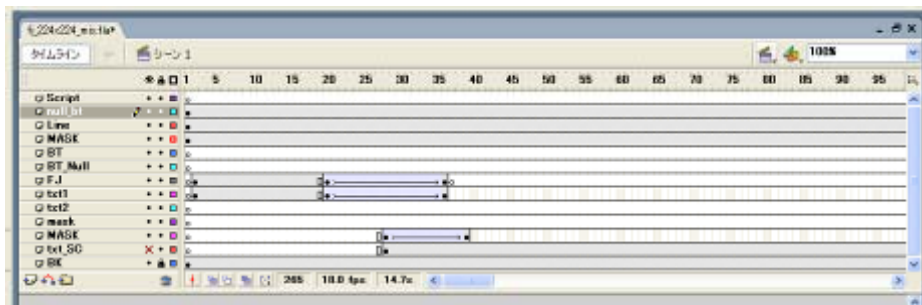 タイムライン シーン 1 100%
1 5 10 15 20 25 30 35 40 45 50 55 60 65 70 75 80 85 90 95
Script
null_bt
Line
MASK
BT
BT_Null
FJ
txt1
txt2
mask
MASK
txt_SC
BK
265 18.0 fps 14.7s